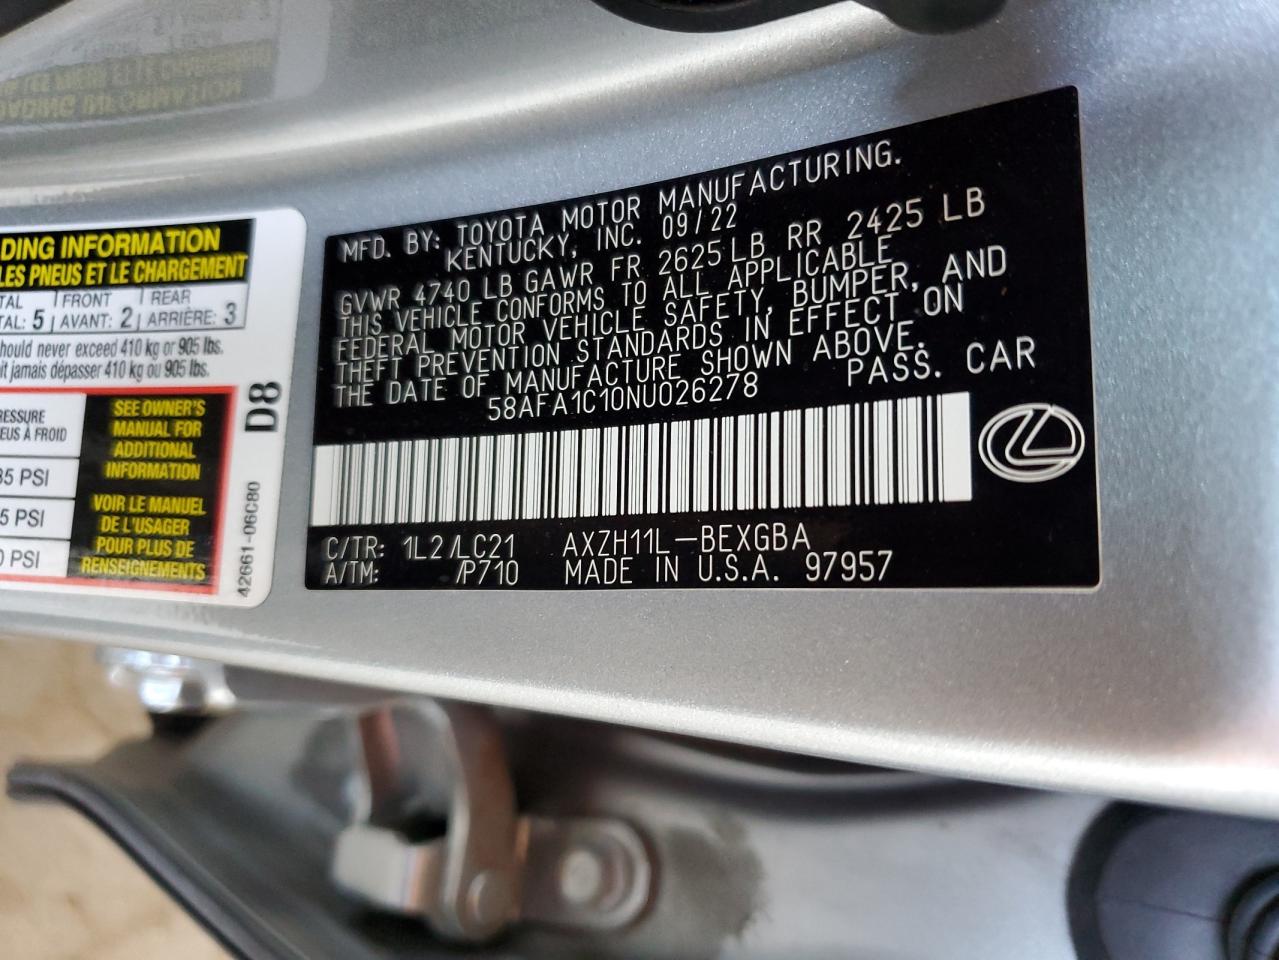 DING INFORMATION
LES PNEUS ET LE CHARGEMENT
TAL FRONT REAR
TAL: 5 AVANT: 2 ARRIÈRE: 3
hould never exceed 410 kg or 905 lbs.
it jamais dépasser 410 kg ou 905 lbs.
RESSURE
EUS À FROID
35 PSI
5 PSI
0 PSI
SEE OWNER'S
MANUAL FOR
ADDITIONAL
INFORMATION
VOIR LE MANUEL
DE L'USAGER
POUR PLUS DE
RENSEIGNEMENTS
D8
42661-06C80
MFD. BY: TOYOTA MOTOR MANUFACTURING.
KENTUCKY, INC. 09/22
GVWR 4740 LB GAWR FR 2625 LB RR 2425 LB
THIS VEHICLE CONFORMS TO ALL APPLICABLE
FEDERAL MOTOR VEHICLE SAFETY, BUMPER, AND
THEFT PREVENTION STANDARDS IN EFFECT ON
THE DATE OF MANUFACTURE SHOWN ABOVE.
58AFA1C10NU026278 PASS. CAR
C/TR: 1L2 /LC21 AXZH11L-BEXGBA
A/TM: /P710 MADE IN U.S.A. 97957